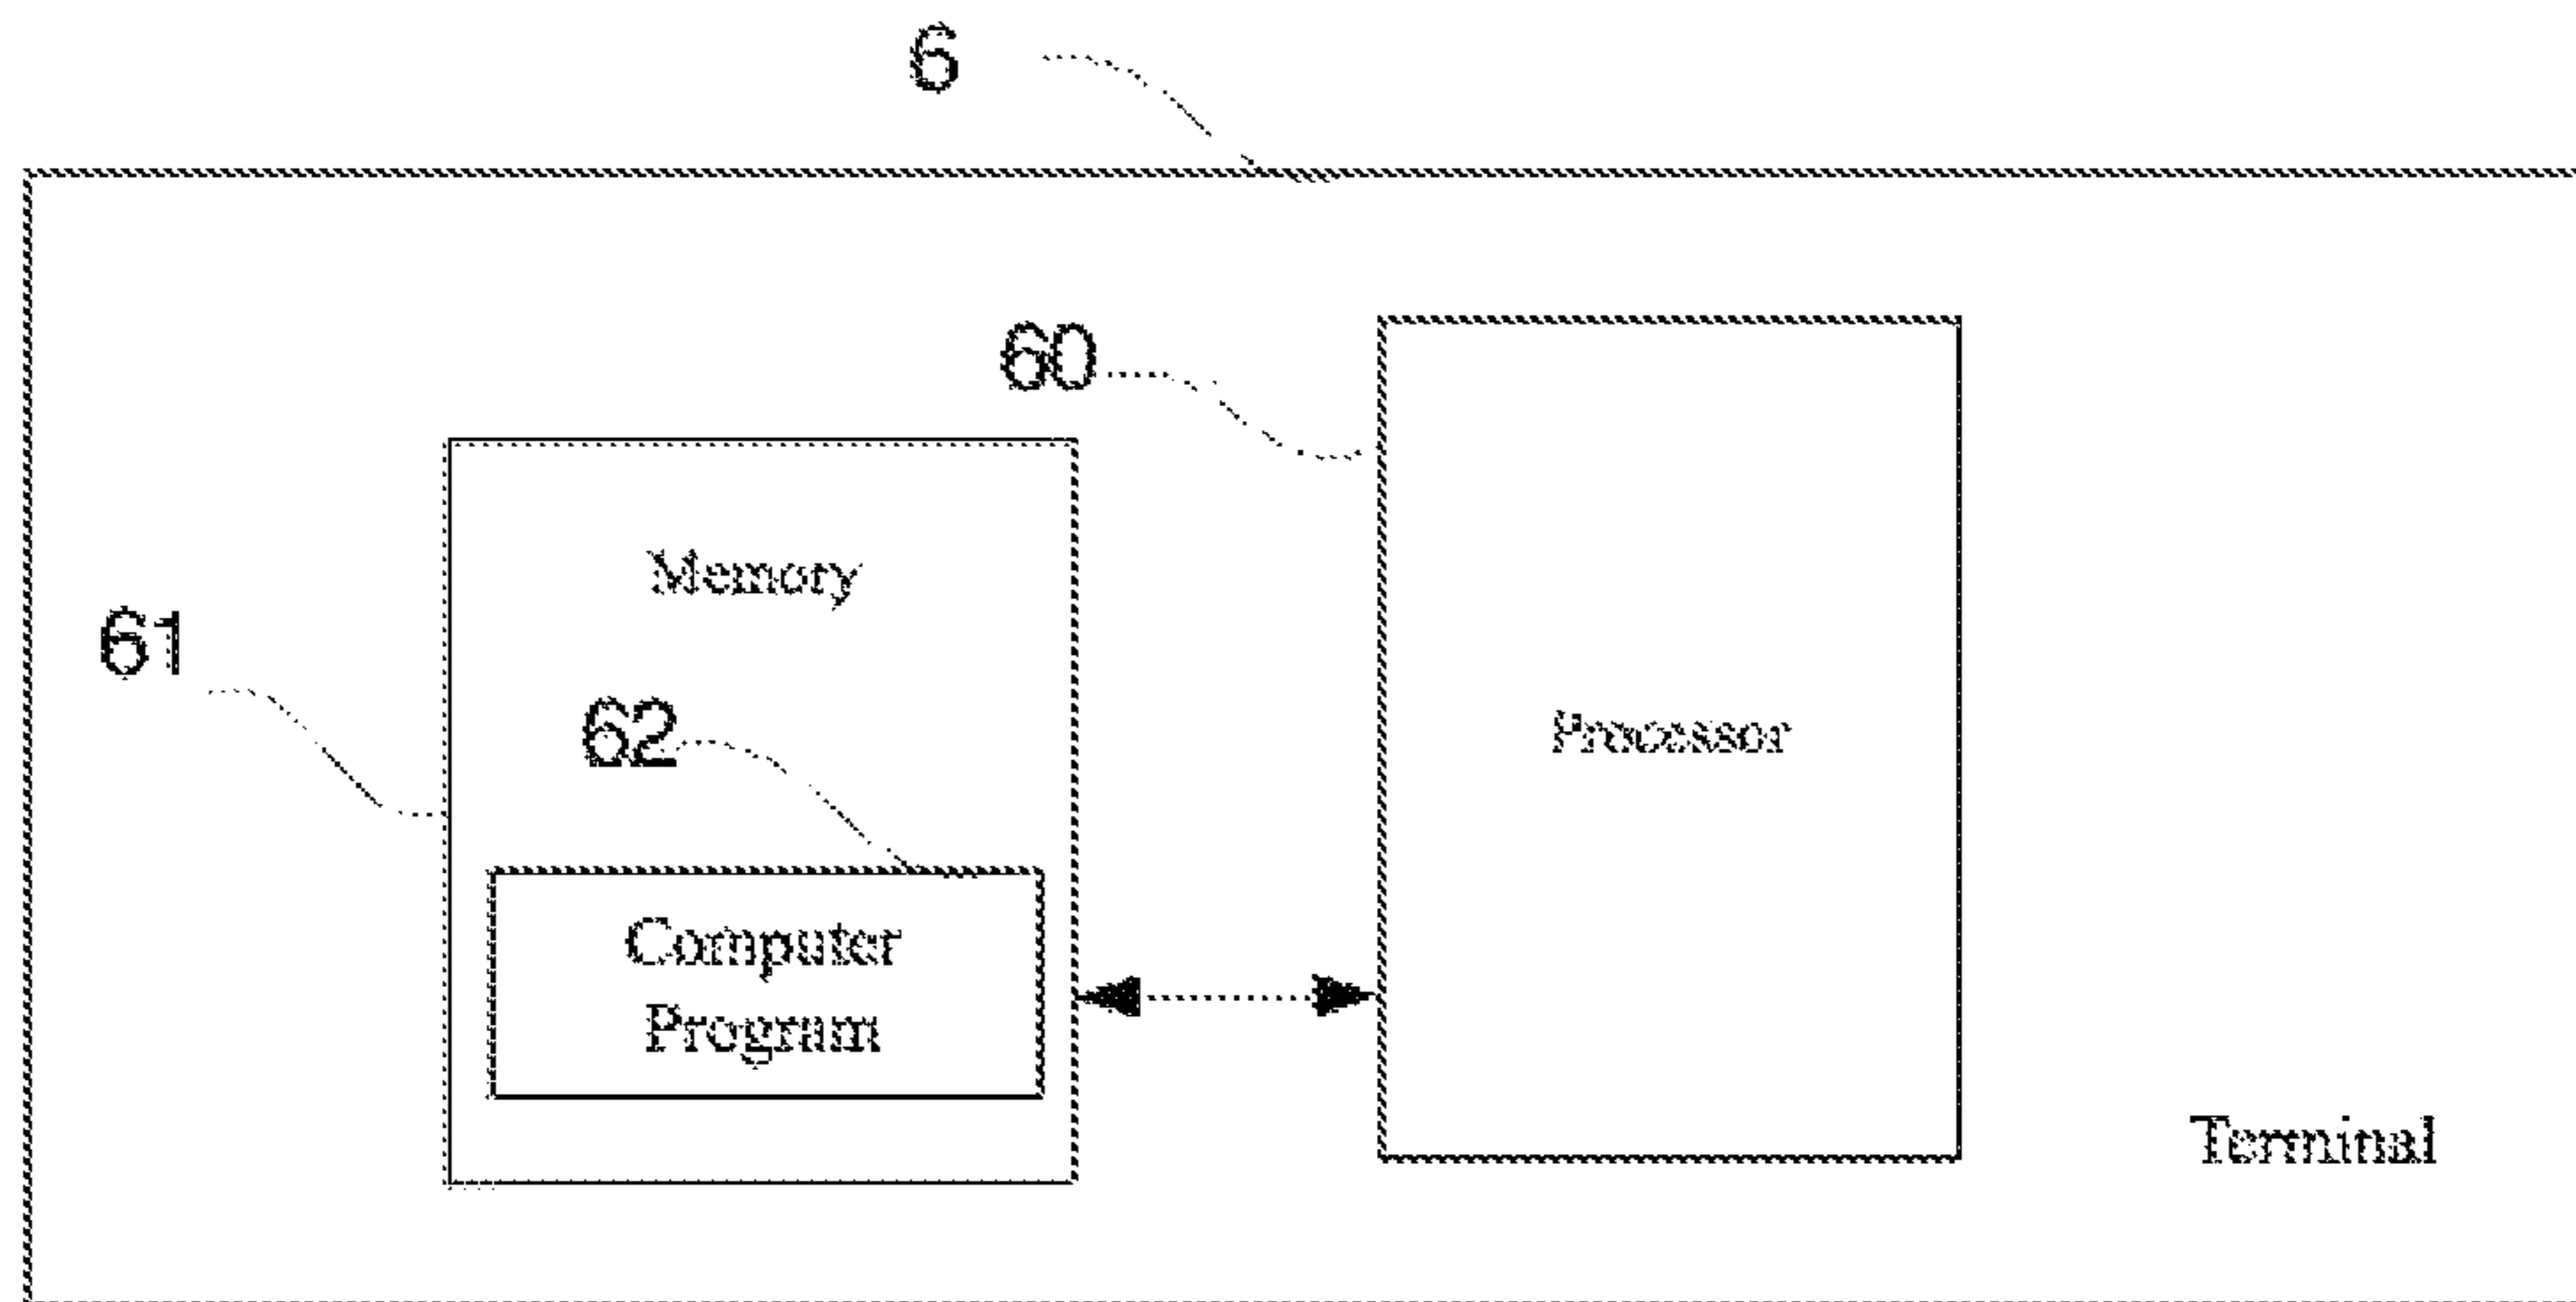 6
60
Memory
61
62
Processor
Computer
Program
Terminal